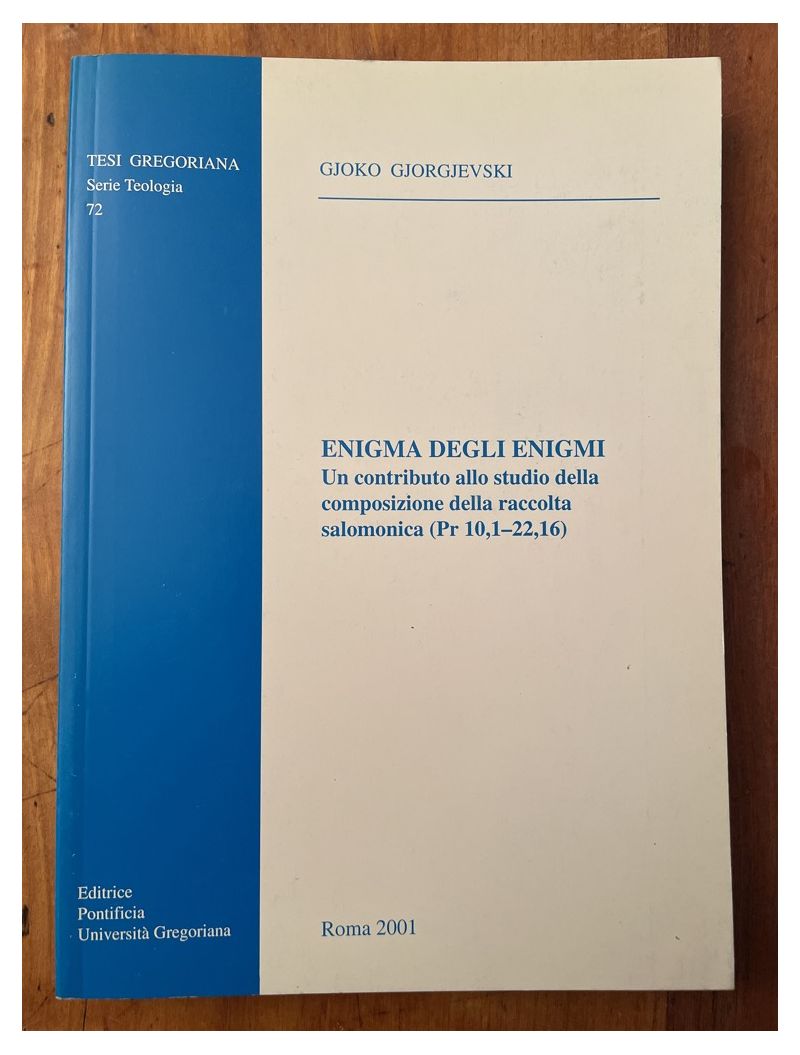 TESI GREGORIANA
Serie Teologia
72
GJOKO GJORGJEVSKI
ENIGMA DEGLI ENIGMI
Un contributo allo studio della
composizione della raccolta
salomonica (Pr 10,1–22,16)
Editrice
Pontificia
Università Gregoriana
Roma 2001